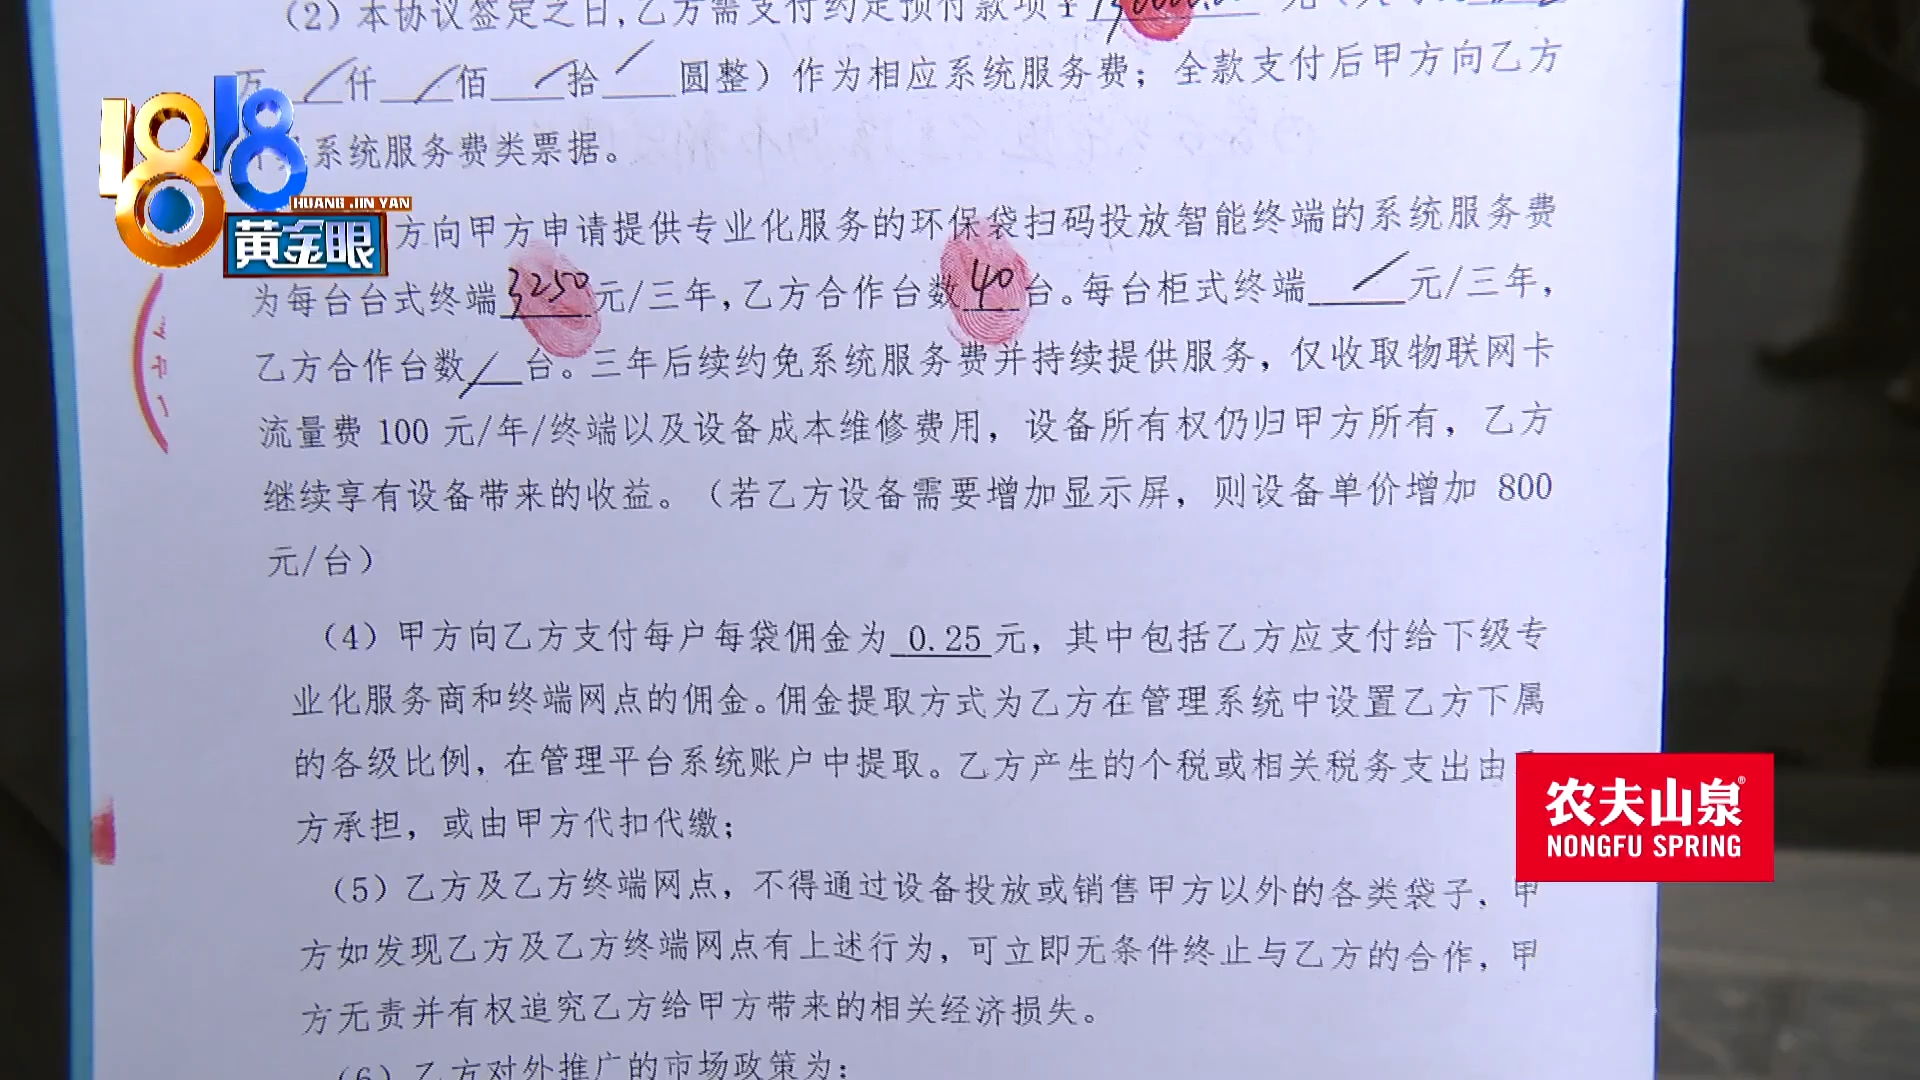 (2)本协议签定之日,乙方需支付约定预付款项¥130000.00元
万 仟 佰 拾 圆整）作为相应系统服务费；全款支付后甲方向乙方
系统服务费类票据。
方向甲方申请提供专业化服务的环保袋扫码投放智能终端的系统服务费
为每台台式终端3250元/三年,乙方合作台数40台。每台柜式终端/元/三年,
乙方合作台数/台。三年后续约免系统服务费并持续提供服务，仅收取物联网卡
流量费 100 元/年/终端以及设备成本维修费用，设备所有权仍归甲方所有，乙方
继续享有设备带来的收益。（若乙方设备需要增加显示屏，则设备单价增加 800
元/台）
（4）甲方向乙方支付每户每袋佣金为 0.25 元，其中包括乙方应支付给下级专
业化服务商和终端网点的佣金。佣金提取方式为乙方在管理系统中设置乙方下属
的各级比例，在管理平台系统账户中提取。乙方产生的个税或相关税务支出由
方承担，或由甲方代扣代缴；
（5）乙方及乙方终端网点，不得通过设备投放或销售甲方以外的各类袋子，甲
方如发现乙方及乙方终端网点有上述行为，可立即无条件终止与乙方的合作，甲
方无责并有权追究乙方给甲方带来的相关经济损失。
（6）乙方对外推广的市场政策为：
1818
HUANG JIN YAN
黄金眼
农夫山泉®
NONGFU SPRING